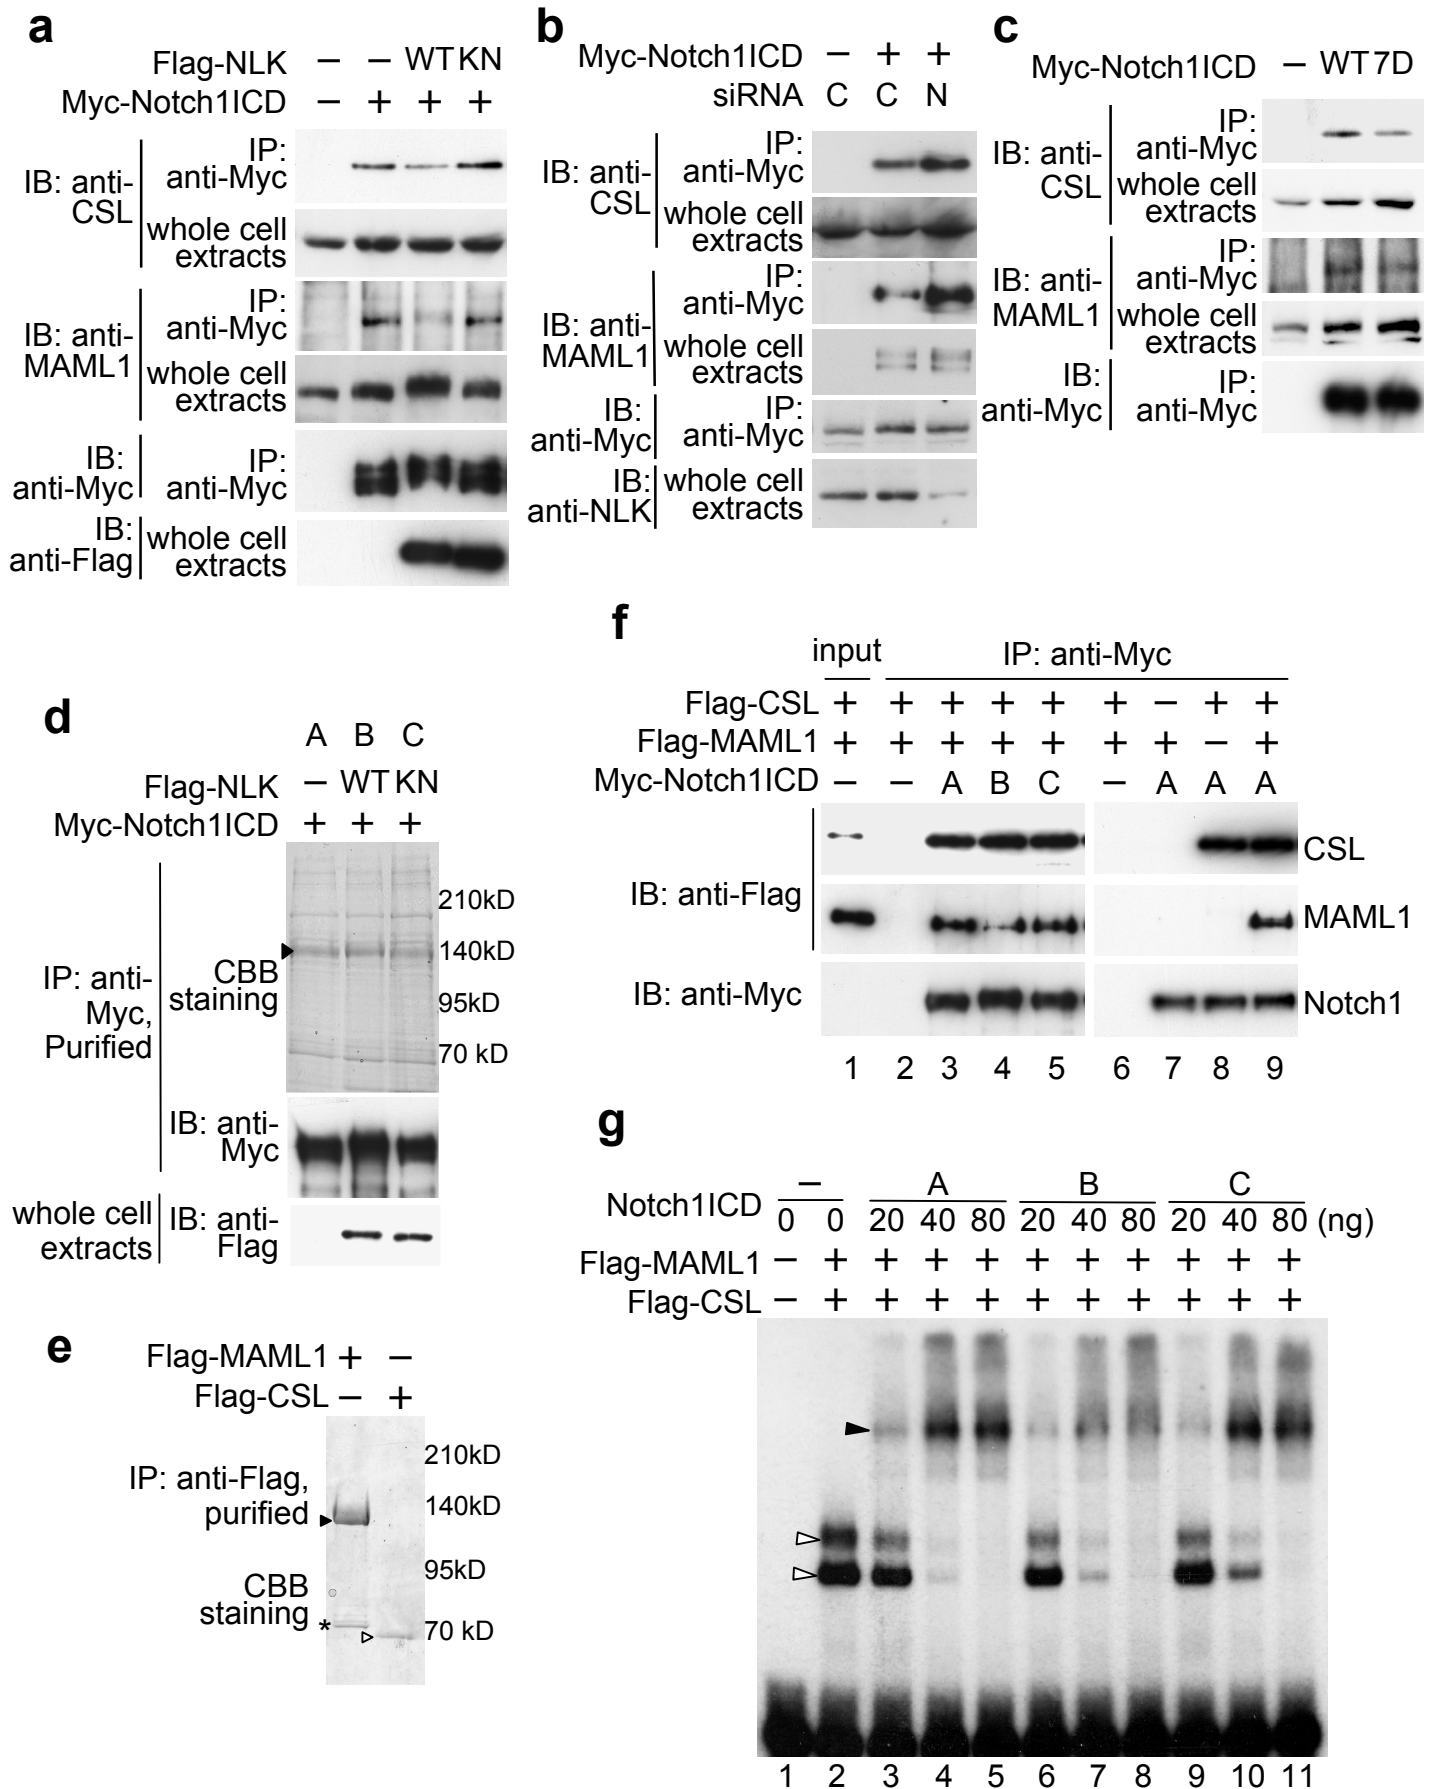 a
Flag-NLK − − WT KN
Myc-Notch1ICD − + + +
IB: anti-CSL
IP: anti-Myc
whole cell extracts
IB: anti-MAML1
IP: anti-Myc
whole cell extracts
IB: anti-Myc
IP: anti-Myc
IB: anti-Flag
whole cell extracts
b
Myc-Notch1ICD − + +
siRNA C C N
IB: anti-CSL
IP: anti-Myc
whole cell extracts
IB: anti-MAML1
IP: anti-Myc
whole cell extracts
IB: anti-Myc
IP: anti-Myc
IB: anti-NLK
whole cell extracts
c
Myc-Notch1ICD − WT 7D
IB: anti-CSL
IP: anti-Myc
whole cell extracts
IB: anti-MAML1
IP: anti-Myc
whole cell extracts
IB: anti-Myc
IP: anti-Myc
d
A B C
Flag-NLK − WT KN
Myc-Notch1ICD + + +
IP: anti-Myc, Purified
CBB staining
210kD
140kD
95kD
70 kD
IB: anti-Myc
whole cell extracts
IB: anti-Flag
e
Flag-MAML1 + −
Flag-CSL − +
IP: anti-Flag, purified
CBB staining
*
210kD
140kD
95kD
70 kD
f
input IP: anti-Myc
Flag-CSL + + + + + + − + +
Flag-MAML1 + + + + + + + − +
Myc-Notch1ICD − − A B C − A A A
IB: anti-Flag
CSL
MAML1
IB: anti-Myc
Notch1
1 2 3 4 5 6 7 8 9
g
− A B C
Notch1ICD
0 0 20 40 80 20 40 80 20 40 80 (ng)
Flag-MAML1 − + + + + + + + + + +
Flag-CSL − + + + + + + + + + +
1 2 3 4 5 6 7 8 9 10 11